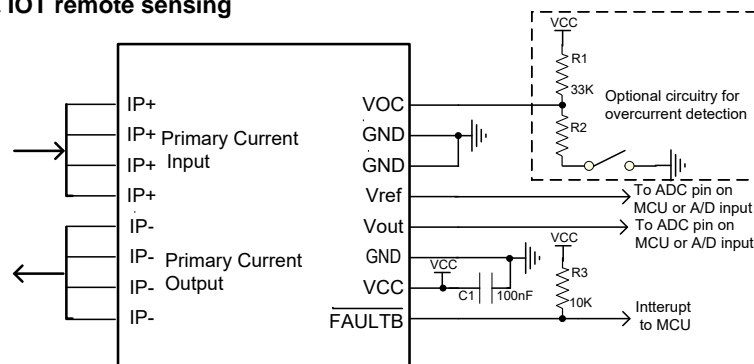 IOT remote sensing
VCC
R1
33K
R2
Optional circuitry for
overcurrent detection
IP+
IP+
IP+
IP+
IP-
IP-
IP-
IP-
Primary Current
Input
Primary Current
Output
VOC
GND
GND
Vref
Vout
GND
VCC
FAULTB
To ADC pin on
MCU or A/D input
To ADC pin on
MCU or A/D input
VCC
C1
100nF
VCC
R3
10K
Intterupt
to MCU